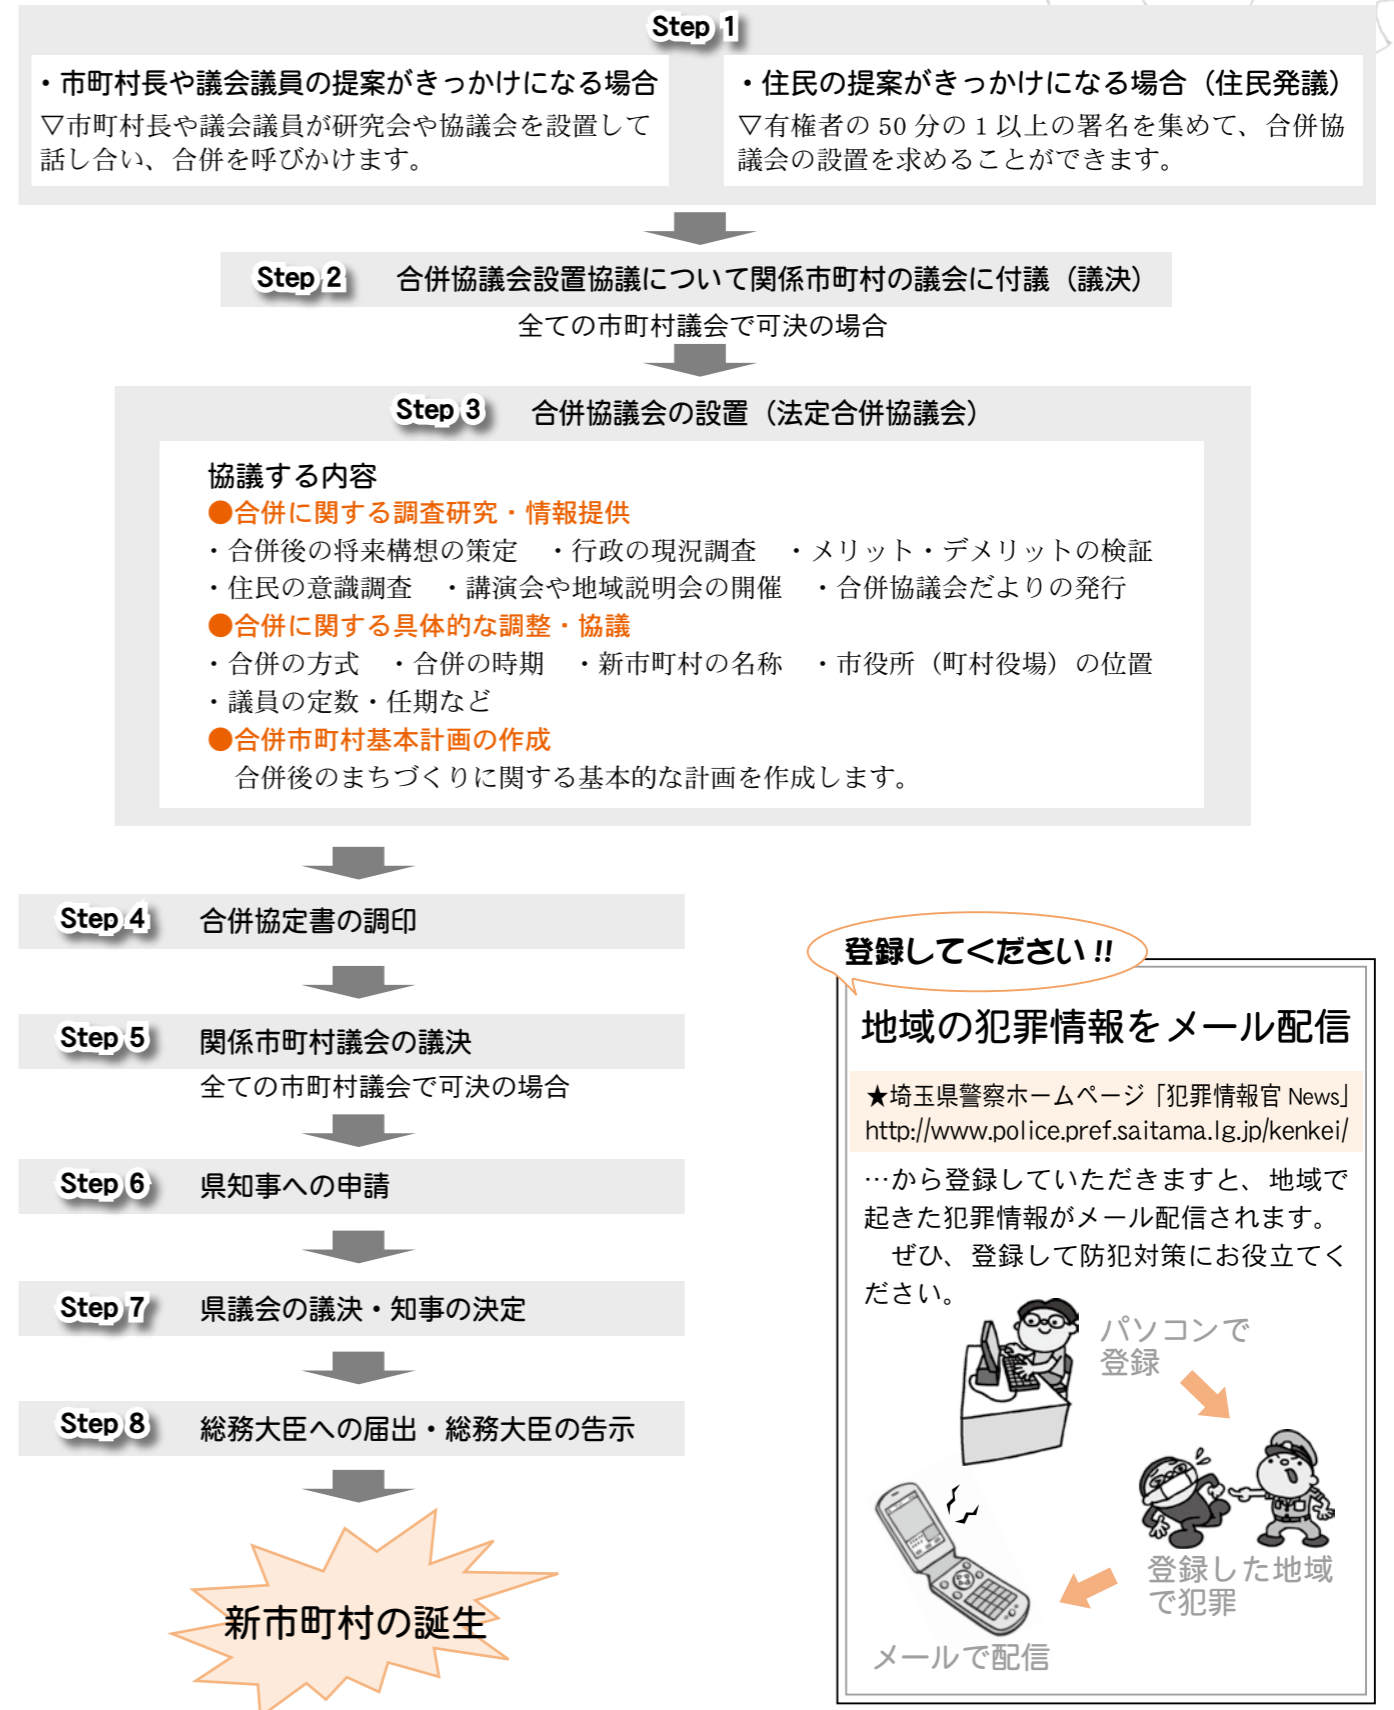 Step 1
・市町村長や議会議員の提案がきっかけになる場合
▽市町村長や議会議員が研究会や協議会を設置して
話し合い、合併を呼びかけます。
・住民の提案がきっかけになる場合（住民発議）
▽有権者の 50 分の 1 以上の署名を集めて、合併協
議会の設置を求めることができます。
Step 2　合併協議会設置協議について関係市町村の議会に付議（議決）
全ての市町村議会で可決の場合
Step 3　合併協議会の設置（法定合併協議会）
協議する内容
●合併に関する調査研究・情報提供
・合併後の将来構想の策定　・行政の現況調査　・メリット・デメリットの検証
・住民の意識調査　・講演会や地域説明会の開催　・合併協議会だよりの発行
●合併に関する具体的な調整・協議
・合併の方式　・合併の時期　・新市町村の名称　・市役所（町村役場）の位置
・議員の定数・任期など
●合併市町村基本計画の作成
合併後のまちづくりに関する基本的な計画を作成します。
Step 4　合併協定書の調印
Step 5　関係市町村議会の議決
全ての市町村議会で可決の場合
Step 6　県知事への申請
Step 7　県議会の議決・知事の決定
Step 8　総務大臣への届出・総務大臣の告示
新市町村の誕生
登録してください !!
地域の犯罪情報をメール配信
★埼玉県警察ホームページ「犯罪情報官 News」
http://www.police.pref.saitama.lg.jp/kenkei/
…から登録していただきますと、地域で
起きた犯罪情報がメール配信されます。
ぜひ、登録して防犯対策にお役立てく
ださい。
パソコンで
登録
登録した地域
で犯罪
メールで配信